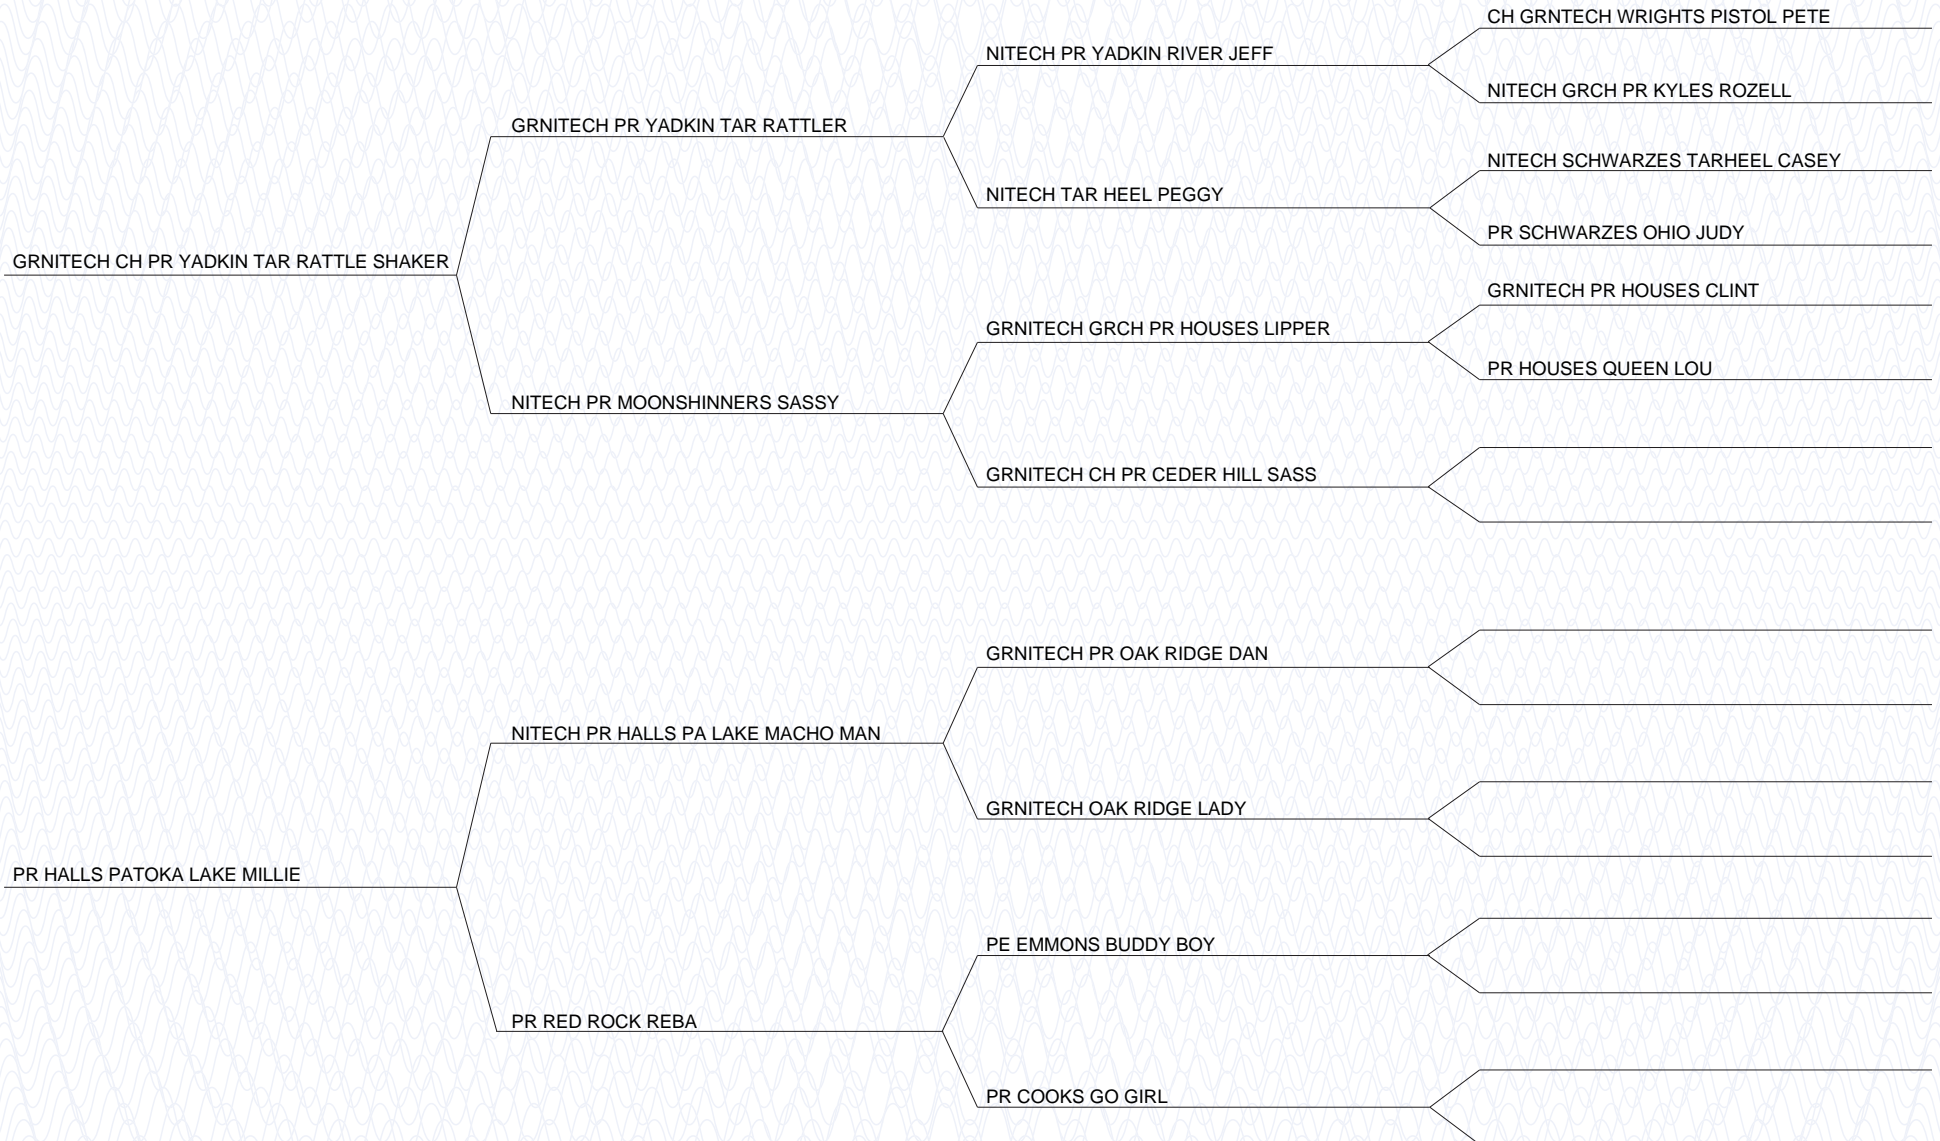 CH GRNTECH WRIGHTS PISTOL PETE
NITECH PR YADKIN RIVER JEFF
NITECH GRCH PR KYLES ROZELL
GRNITECH PR YADKIN TAR RATTLER
NITECH SCHWARZES TARHEEL CASEY
NITECH TAR HEEL PEGGY
PR SCHWARZES OHIO JUDY
GRNITECH CH PR YADKIN TAR RATTLE SHAKER
GRNITECH PR HOUSES CLINT
GRNITECH GRCH PR HOUSES LIPPER
PR HOUSES QUEEN LOU
NITECH PR MOONSHINNERS SASSY
GRNITECH CH PR CEDER HILL SASS
GRNITECH PR OAK RIDGE DAN
NITECH PR HALLS PA LAKE MACHO MAN
GRNITECH OAK RIDGE LADY
PR HALLS PATOKA LAKE MILLIE
PE EMMONS BUDDY BOY
PR RED ROCK REBA
PR COOKS GO GIRL